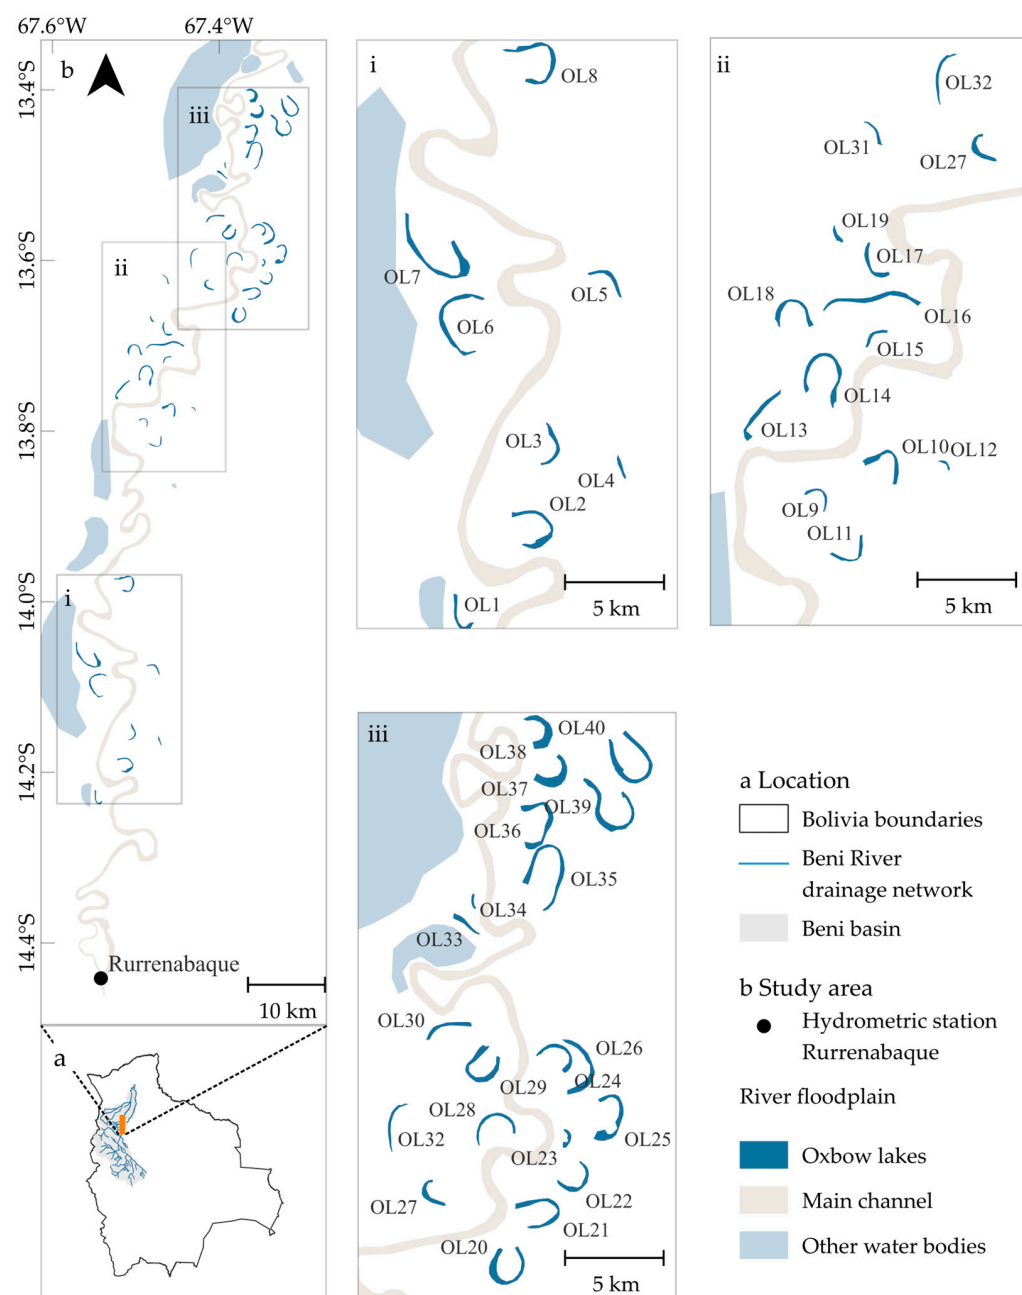 67.6°W
67.4°W
b
13.4°S
13.6°S
13.8°S
14.0°S
14.2°S
14.4°S
iii
ii
i
Rurrenabaque
10 km
a
i
OL8
OL7
OL6
OL5
OL3
OL4
OL2
OL1
5 km
ii
OL32
OL31
OL27
OL19
OL17
OL18
OL16
OL15
OL14
OL13
OL10
OL12
OL9
OL11
5 km
iii
OL40
OL38
OL37
OL39
OL36
OL35
OL34
OL33
OL30
OL26
OL29
OL24
OL28
OL32
OL25
OL23
OL27
OL22
OL21
OL20
5 km
a Location
Bolivia boundaries
Beni River
drainage network
Beni basin
b Study area
Hydrometric station
Rurrenabaque
River floodplain
Oxbow lakes
Main channel
Other water bodies